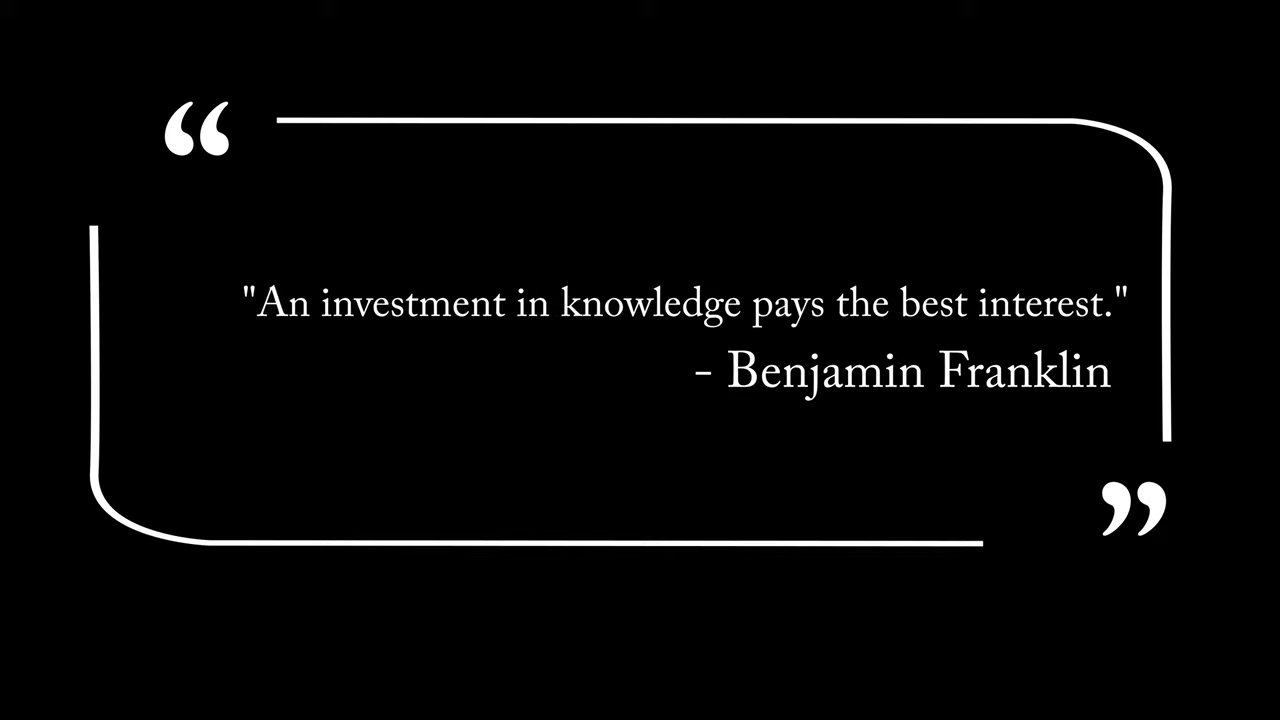 "An investment in knowledge pays the best interest."
- Benjamin Franklin